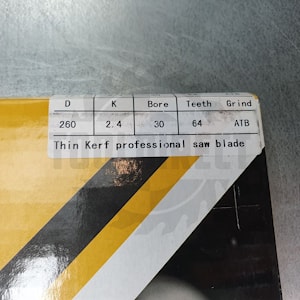 D K Bore Teeth Grind
260 2.4 30 64 ATB
Thin Kerf professional saw blade